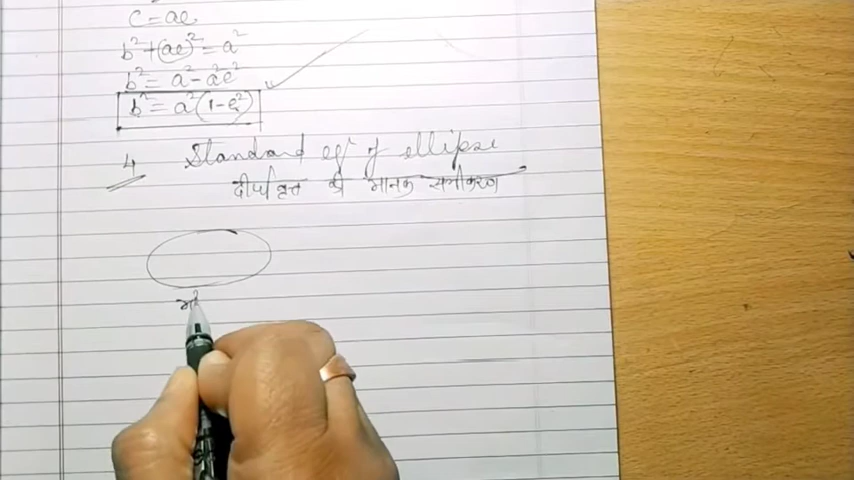 c = ae
b² + (ae)² = a²
b² = a² - a²e²
b² = a²(1-e²)
4 Standard eqⁿ of ellipse
दीर्घवृत्त की मानक समीकरण